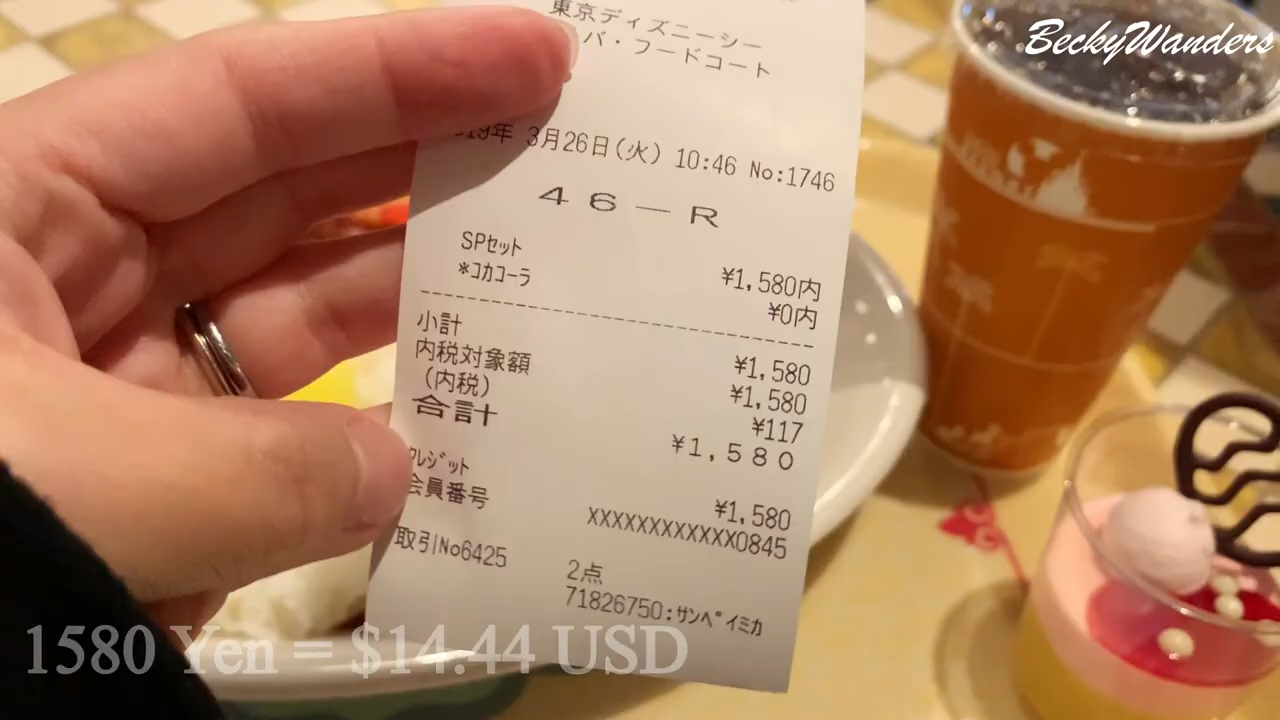 BeckyWanders
東京ディズニーシー
バ・フードコート
19年 3月26日(火) 10:46 No:1746
46-R
SPセット ¥1,580内
*コカコーラ ¥0内
小計 ¥1,580
内税対象額 ¥1,580
(内税) ¥117
合計 ¥1,580
クレジット ¥1,580
会員番号 XXXXXXXXXXXX0845
取引No6425 2点
71826750:サンペイミカ
1580 Yen = $14.44 USD